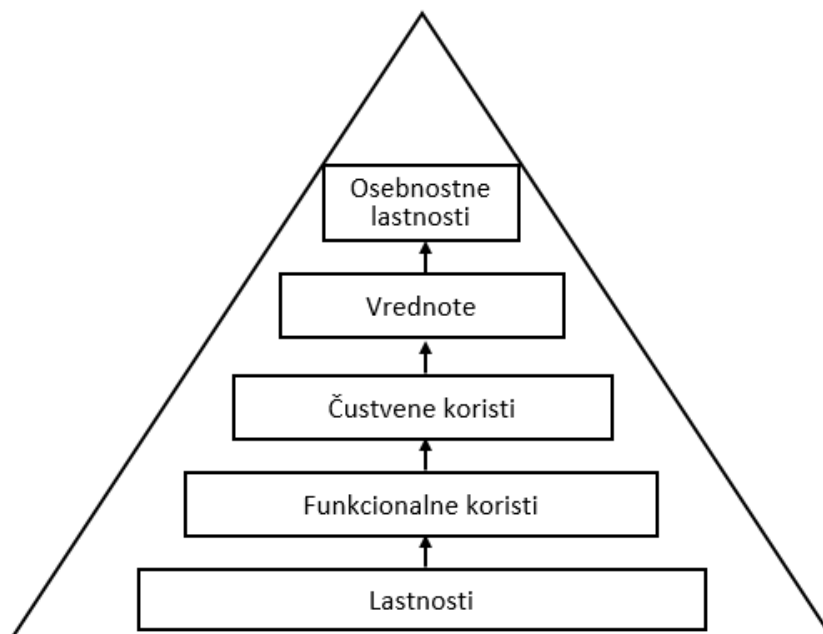 Osebnostne
lastnosti
Vrednote
Čustvene koristi
Funkcionalne koristi
Lastnosti